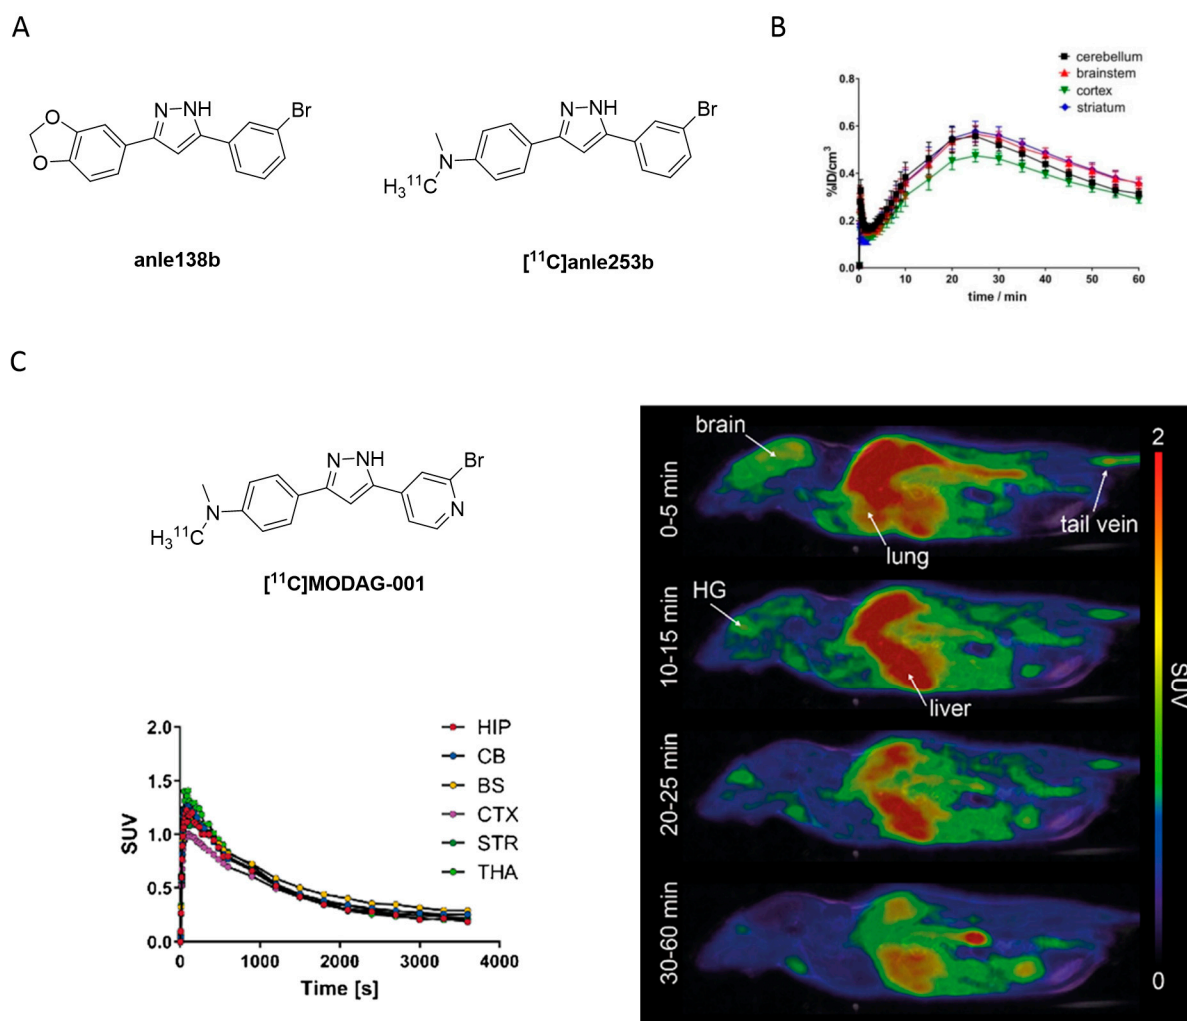 A
B
O
O
N
NH
Br
anle138b
N
H3¹¹C
N
NH
Br
[¹¹C]anle253b
cerebellum
brainstem
cortex
striatum
0.8
0.6
0.4
0.2
0.0
%ID/cm³
0
10
20
30
40
50
60
time / min
C
N
H3¹¹C
N
NH
Br
N
[¹¹C]MODAG-001
2.0
1.5
1.0
0.5
0.0
SUV
0
1000
2000
3000
4000
Time [s]
HIP
CB
BS
CTX
STR
THA
brain
0-5 min
lung
tail vein
HG
10-15 min
liver
20-25 min
30-60 min
2
SUV
0